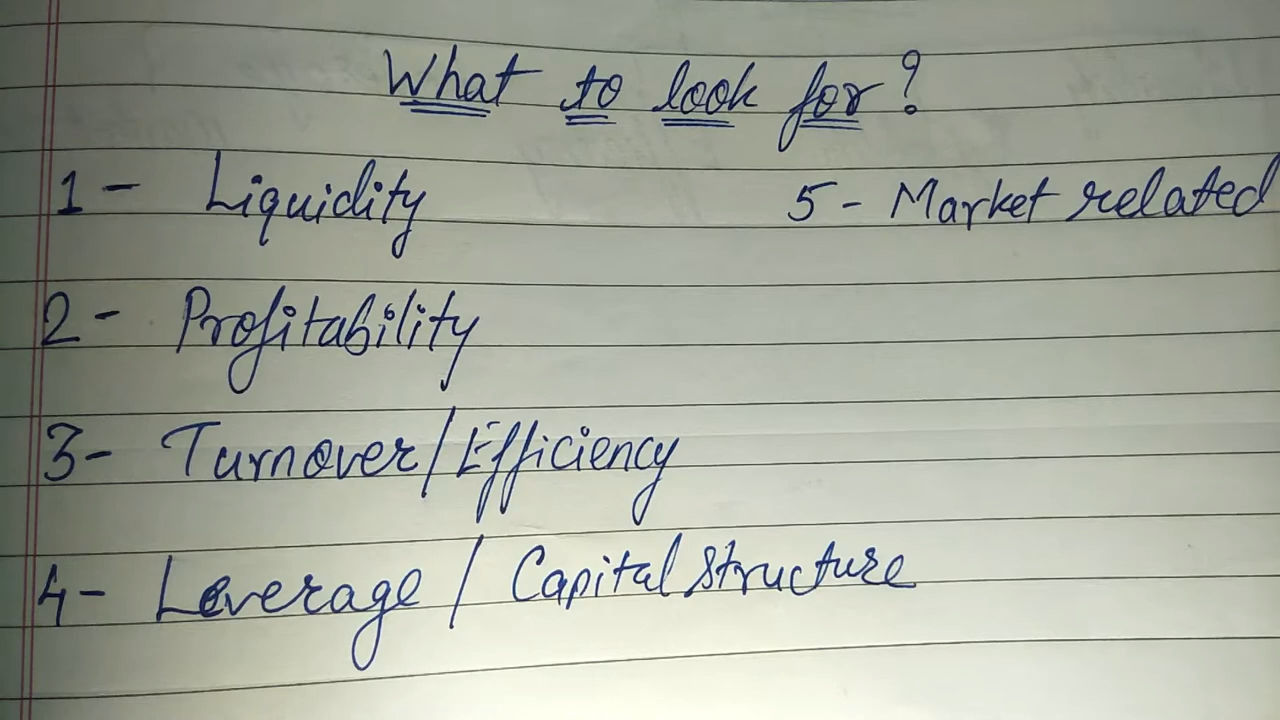 What to look for?
1- Liquidity
5- Market related
2- Profitability
3- Turnover/Efficiency
4- Leverage / Capital structure